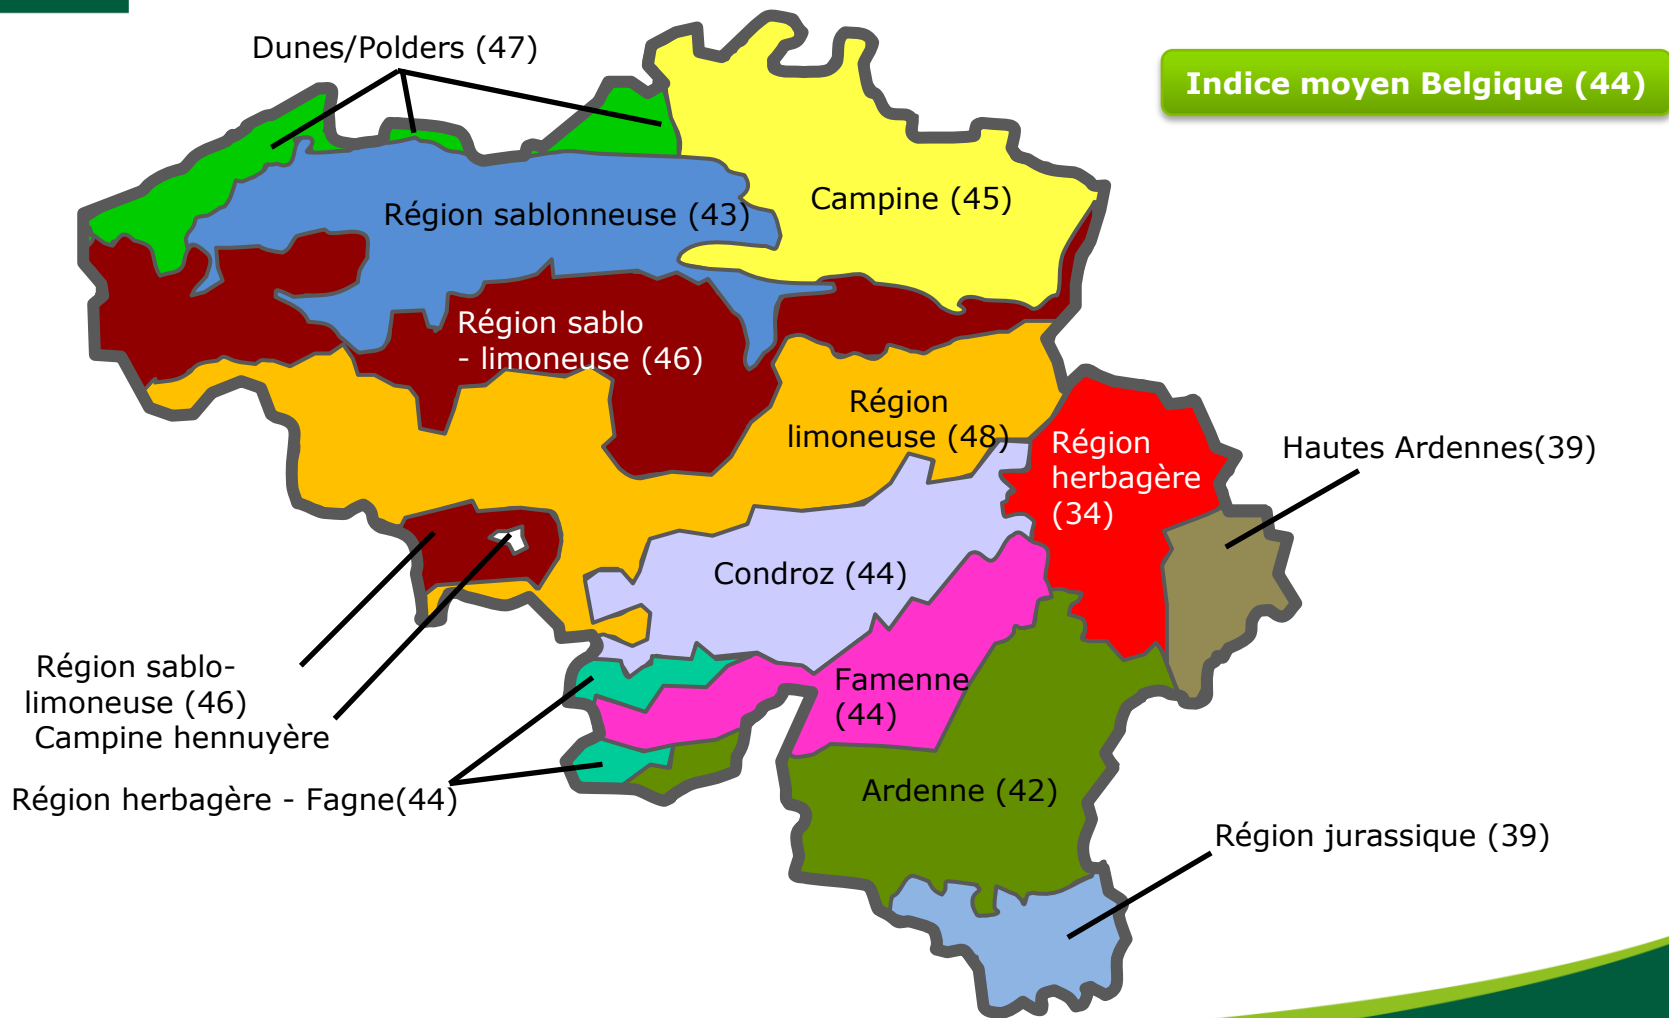 Dunes/Polders (47)
Indice moyen Belgique (44)
Campine (45)
Région sablonneuse (43)
Région sablo
- limoneuse (46)
Région
limoneuse (48)
Région
herbagère
(34)
Hautes Ardennes(39)
Condroz (44)
Région sablo-
limoneuse (46)
Campine hennuyère
Famenne
(44)
Région herbagère - Fagne(44)
Ardenne (42)
Région jurassique (39)